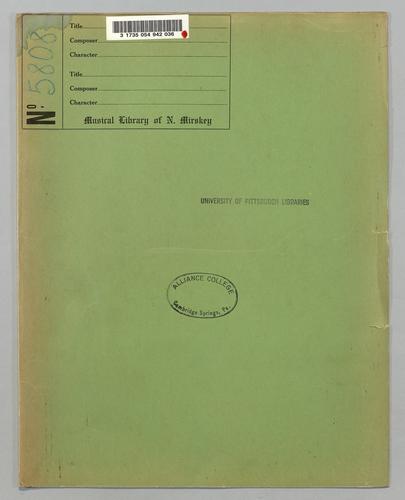 Title
3 1735 054 942 036
Composer
Character
Title
Composer
Character
No. 5808
Musical Library of N. Mirskey
UNIVERSITY OF PITTSBURGH LIBRARIES
ALLIANCE COLLEGE
Cambridge Springs, Pa.